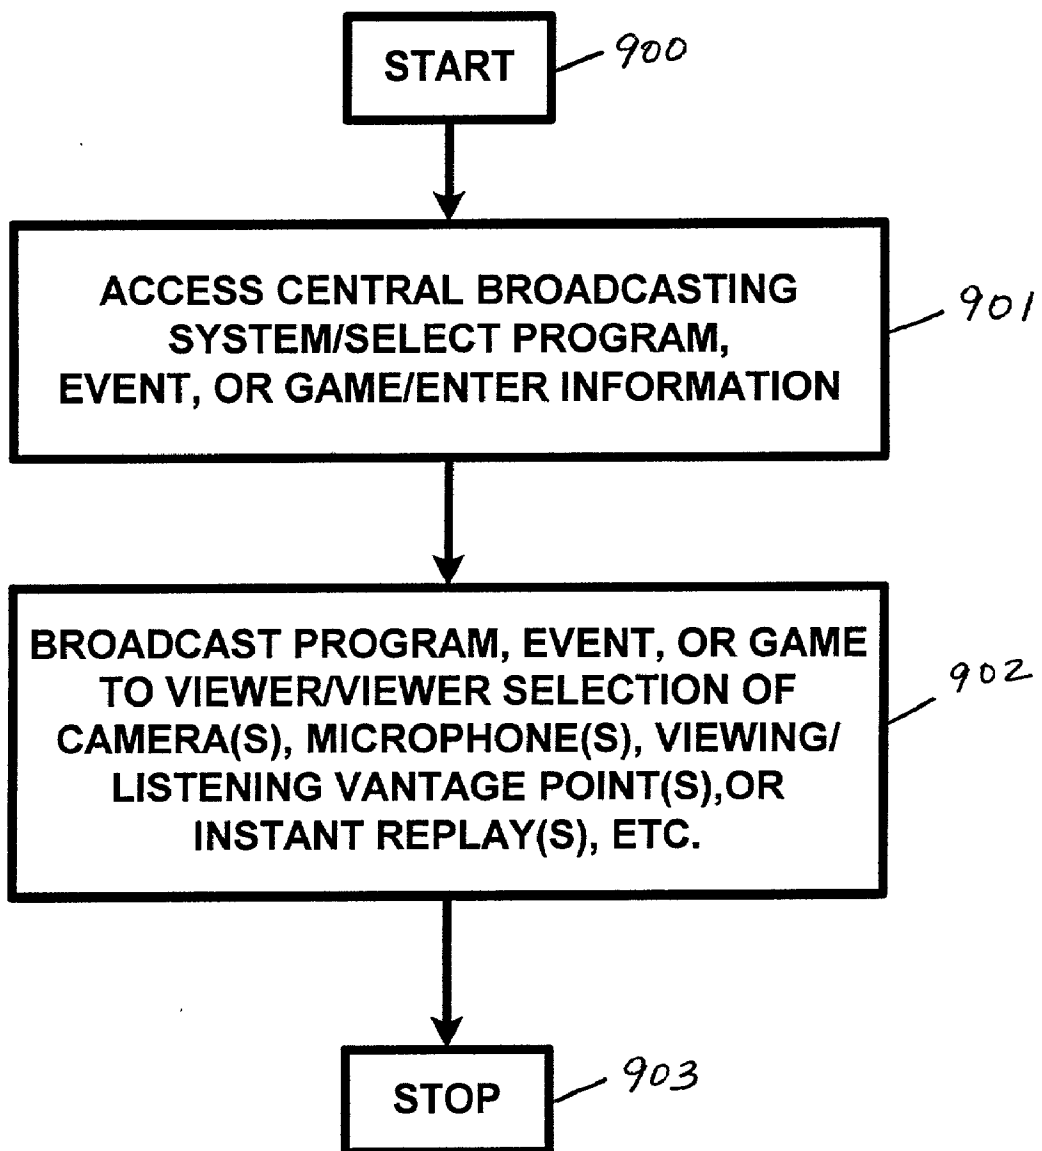 START
900
ACCESS CENTRAL BROADCASTING
SYSTEM/SELECT PROGRAM,
EVENT, OR GAME/ENTER INFORMATION
901
BROADCAST PROGRAM, EVENT, OR GAME
TO VIEWER/VIEWER SELECTION OF
CAMERA(S), MICROPHONE(S), VIEWING/
LISTENING VANTAGE POINT(S),OR
INSTANT REPLAY(S), ETC.
902
STOP
903